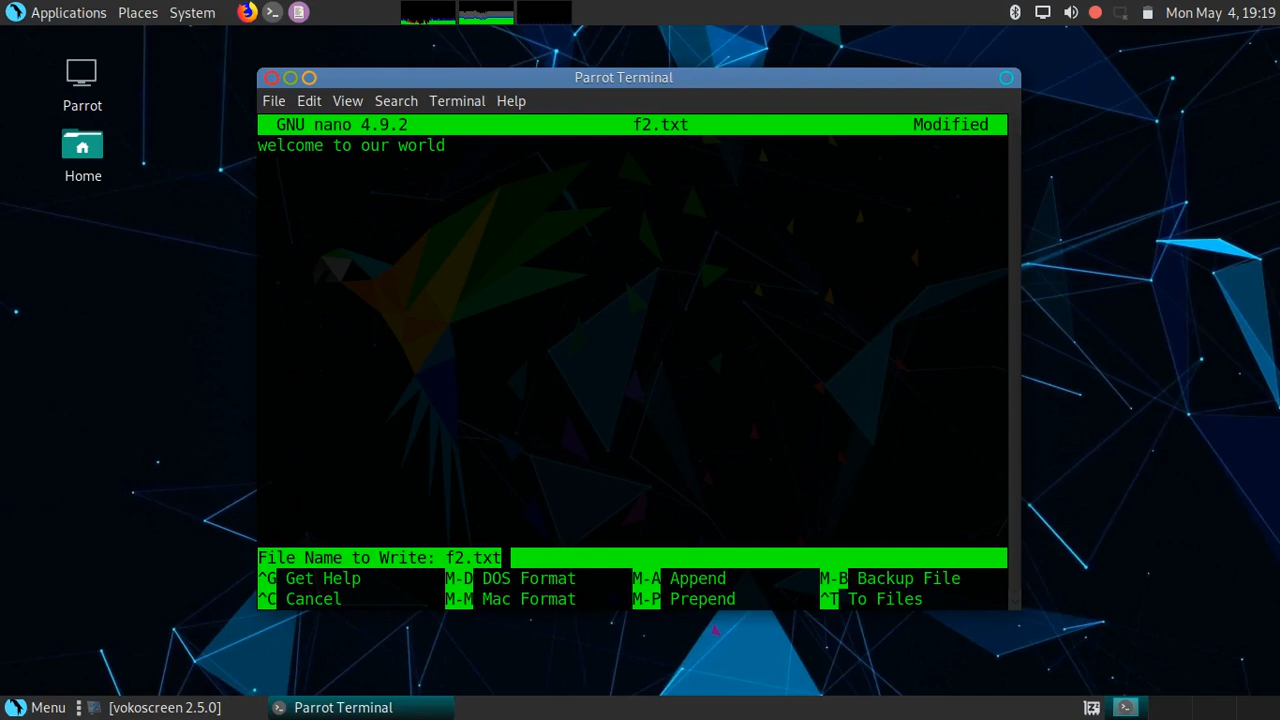 Applications Places System
Mon May 4, 19:19
Parrot
Home
Parrot Terminal
File Edit View Search Terminal Help
GNU nano 4.9.2 f2.txt Modified
welcome to our world
File Name to Write: f2.txt
^G Get Help M-D DOS Format M-A Append M-B Backup File
^C Cancel M-M Mac Format M-P Prepend ^T To Files
Menu [vokoscreen 2.5.0] Parrot Terminal